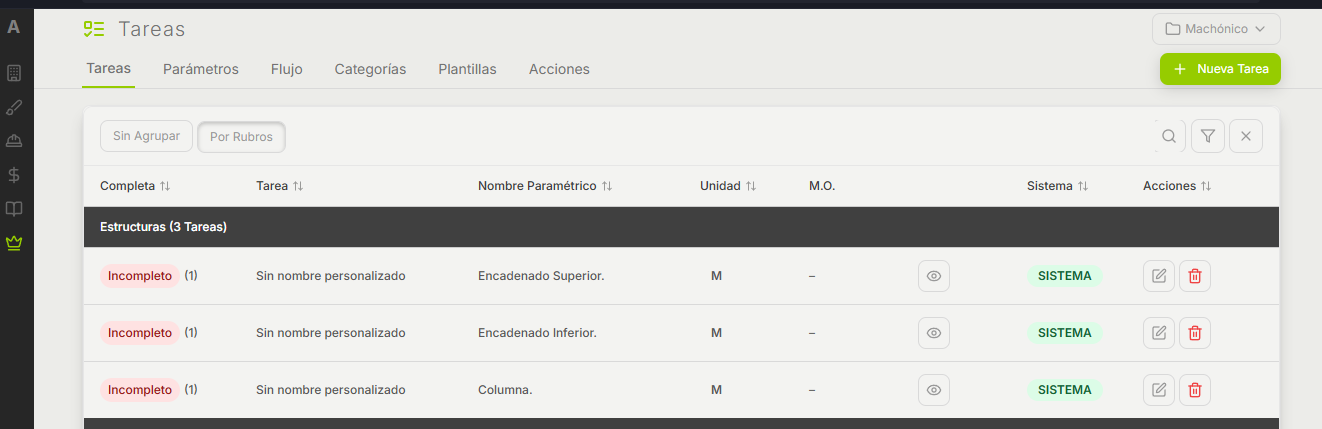 A
Tareas
Machónico
Tareas Parámetros Flujo Categorías Plantillas Acciones
Nueva Tarea
Sin Agrupar Por Rubros
Completa Tarea Nombre Paramétrico Unidad M.O. Sistema Acciones
Estructuras (3 Tareas)
Incompleto (1) Sin nombre personalizado Encadenado Superior. M – SISTEMA
Incompleto (1) Sin nombre personalizado Encadenado Inferior. M – SISTEMA
Incompleto (1) Sin nombre personalizado Columna. M – SISTEMA